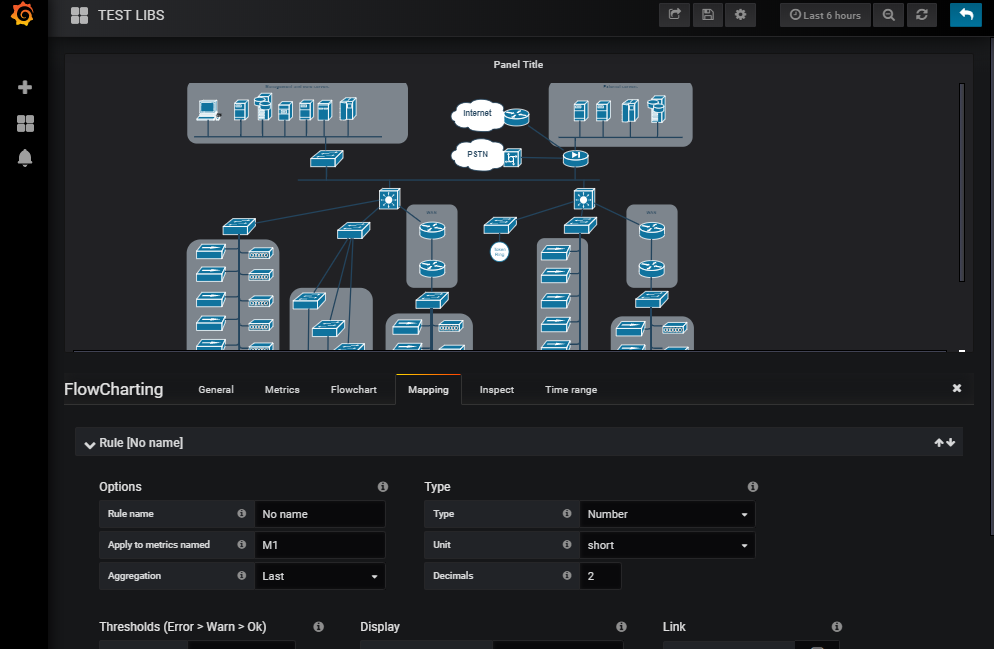 TEST LIBS
Last 6 hours
Panel Title
Internet
PSTN
Token
Ring
FlowCharting
General
Metrics
Flowchart
Mapping
Inspect
Time range
Rule [No name]
Options
Type
Rule name
No name
Type
Number
Apply to metrics named
M1
Unit
short
Aggregation
Last
Decimals
2
Thresholds (Error > Warn > Ok)
Display
Link